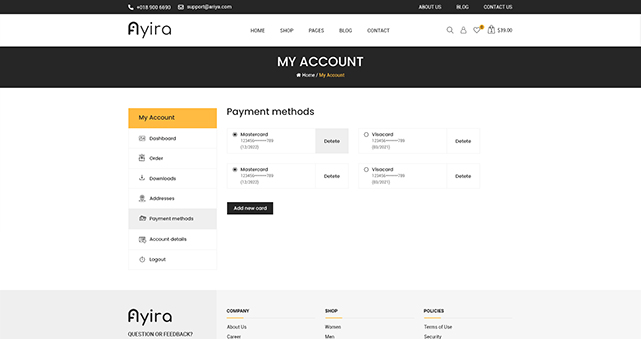 +018 900 6690 support@ariya.com ABOUT US BLOG CONTACT US
Ayira HOME SHOP PAGES BLOG CONTACT $39.00
MY ACCOUNT
Home / My Account
My Account
Dashboard
Order
Downloads
Addresses
Payment methods
Account details
Logout
Payment methods
Mastercard
123456*******789
(12/2022)
Delete
Visacard
123456*******789
(03/2021)
Delete
Mastercard
123456*******789
(12/2022)
Delete
Visacard
123456*******789
(03/2021)
Delete
Add new card
Ayira
QUESTION OR FEEDBACK?
COMPANY
About Us
Career
SHOP
Women
Men
POLICIES
Terms of Use
Security